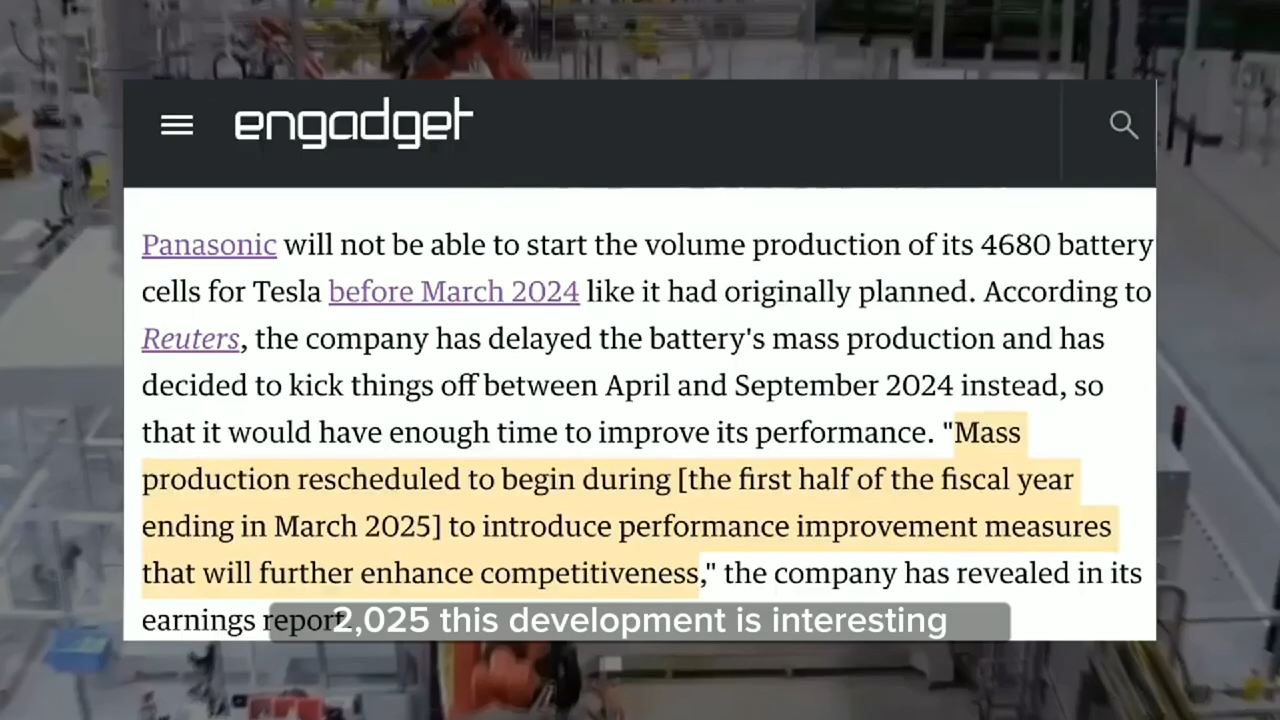 engadget
Panasonic will not be able to start the volume production of its 4680 battery
cells for Tesla before March 2024 like it had originally planned. According to
Reuters, the company has delayed the battery's mass production and has
decided to kick things off between April and September 2024 instead, so
that it would have enough time to improve its performance. "Mass
production rescheduled to begin during [the first half of the fiscal year
ending in March 2025] to introduce performance improvement measures
that will further enhance competitiveness," the company has revealed in its
earnings report
2,025 this development is interesting